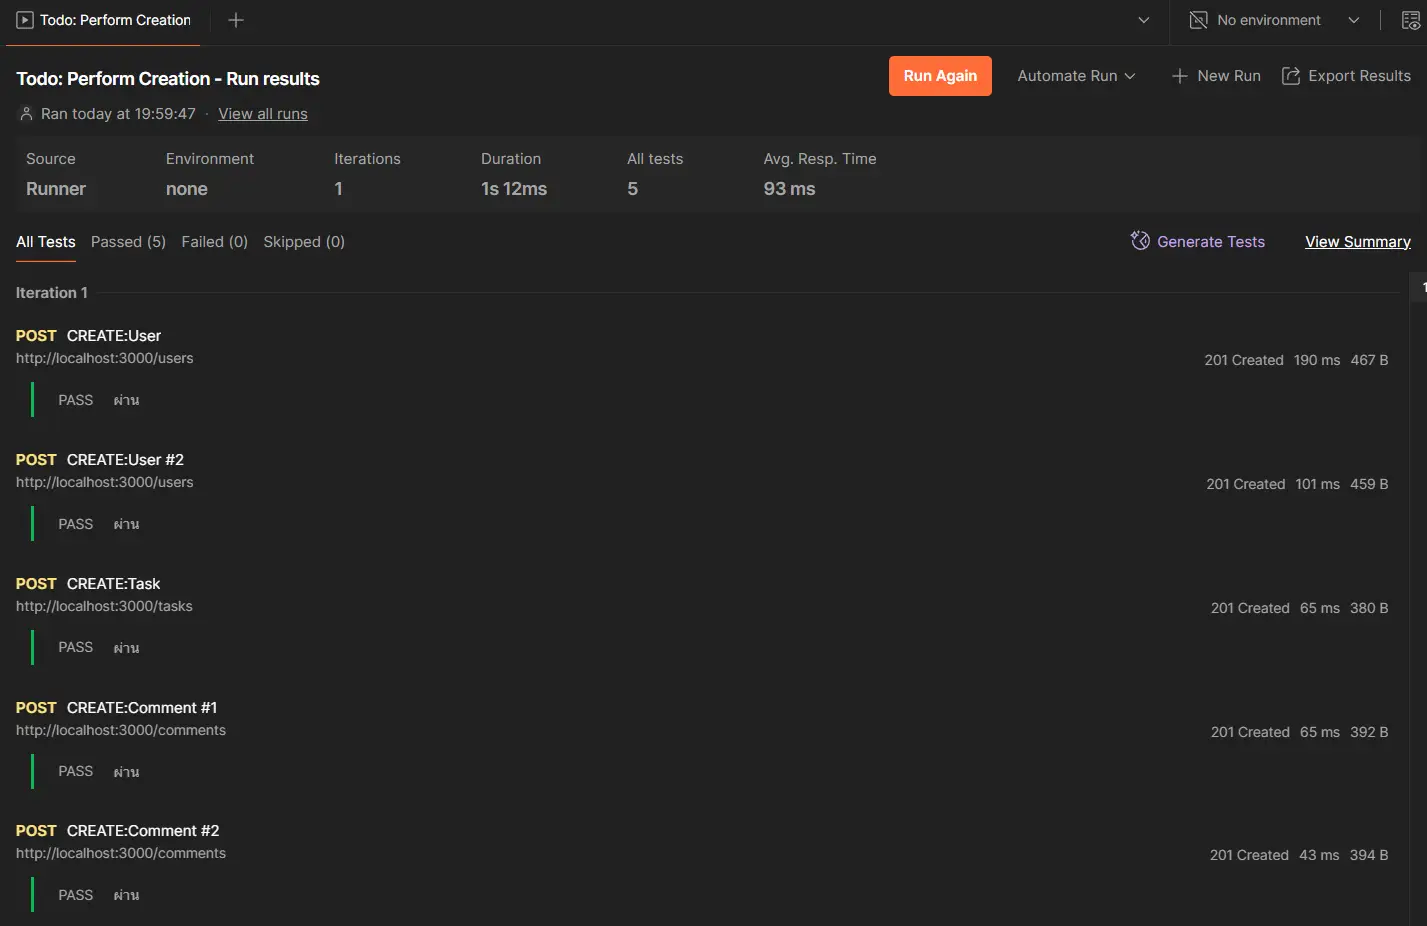 Todo: Perform Creation
No environment
Todo: Perform Creation - Run results
Run Again
Automate Run
New Run
Export Results
Ran today at 19:59:47 · View all runs
Source Environment Iterations Duration All tests Avg. Resp. Time
Runner none 1 1s 12ms 5 93 ms
All Tests Passed (5) Failed (0) Skipped (0) Generate Tests View Summary
Iteration 1
1
POST CREATE:User
http://localhost:3000/users
201 Created 190 ms 467 B
PASS ผ่าน
POST CREATE:User #2
http://localhost:3000/users
201 Created 101 ms 459 B
PASS ผ่าน
POST CREATE:Task
http://localhost:3000/tasks
201 Created 65 ms 380 B
PASS ผ่าน
POST CREATE:Comment #1
http://localhost:3000/comments
201 Created 65 ms 392 B
PASS ผ่าน
POST CREATE:Comment #2
http://localhost:3000/comments
201 Created 43 ms 394 B
PASS ผ่าน